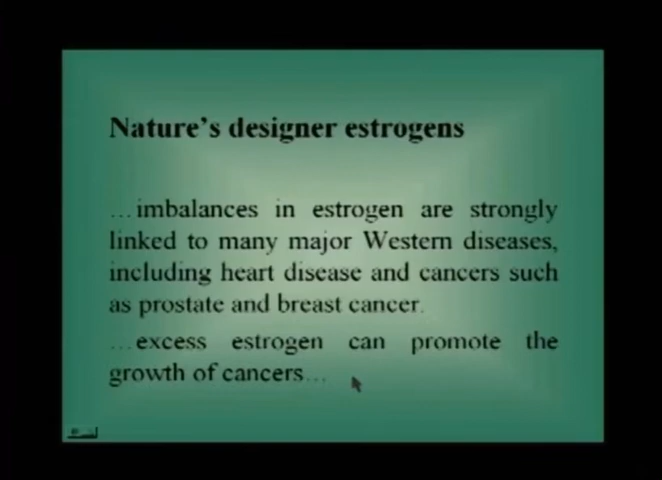 Nature's designer estrogens
...imbalances in estrogen are strongly
linked to many major Western diseases,
including heart disease and cancers such
as prostate and breast cancer.
...excess estrogen can promote the
growth of cancers...